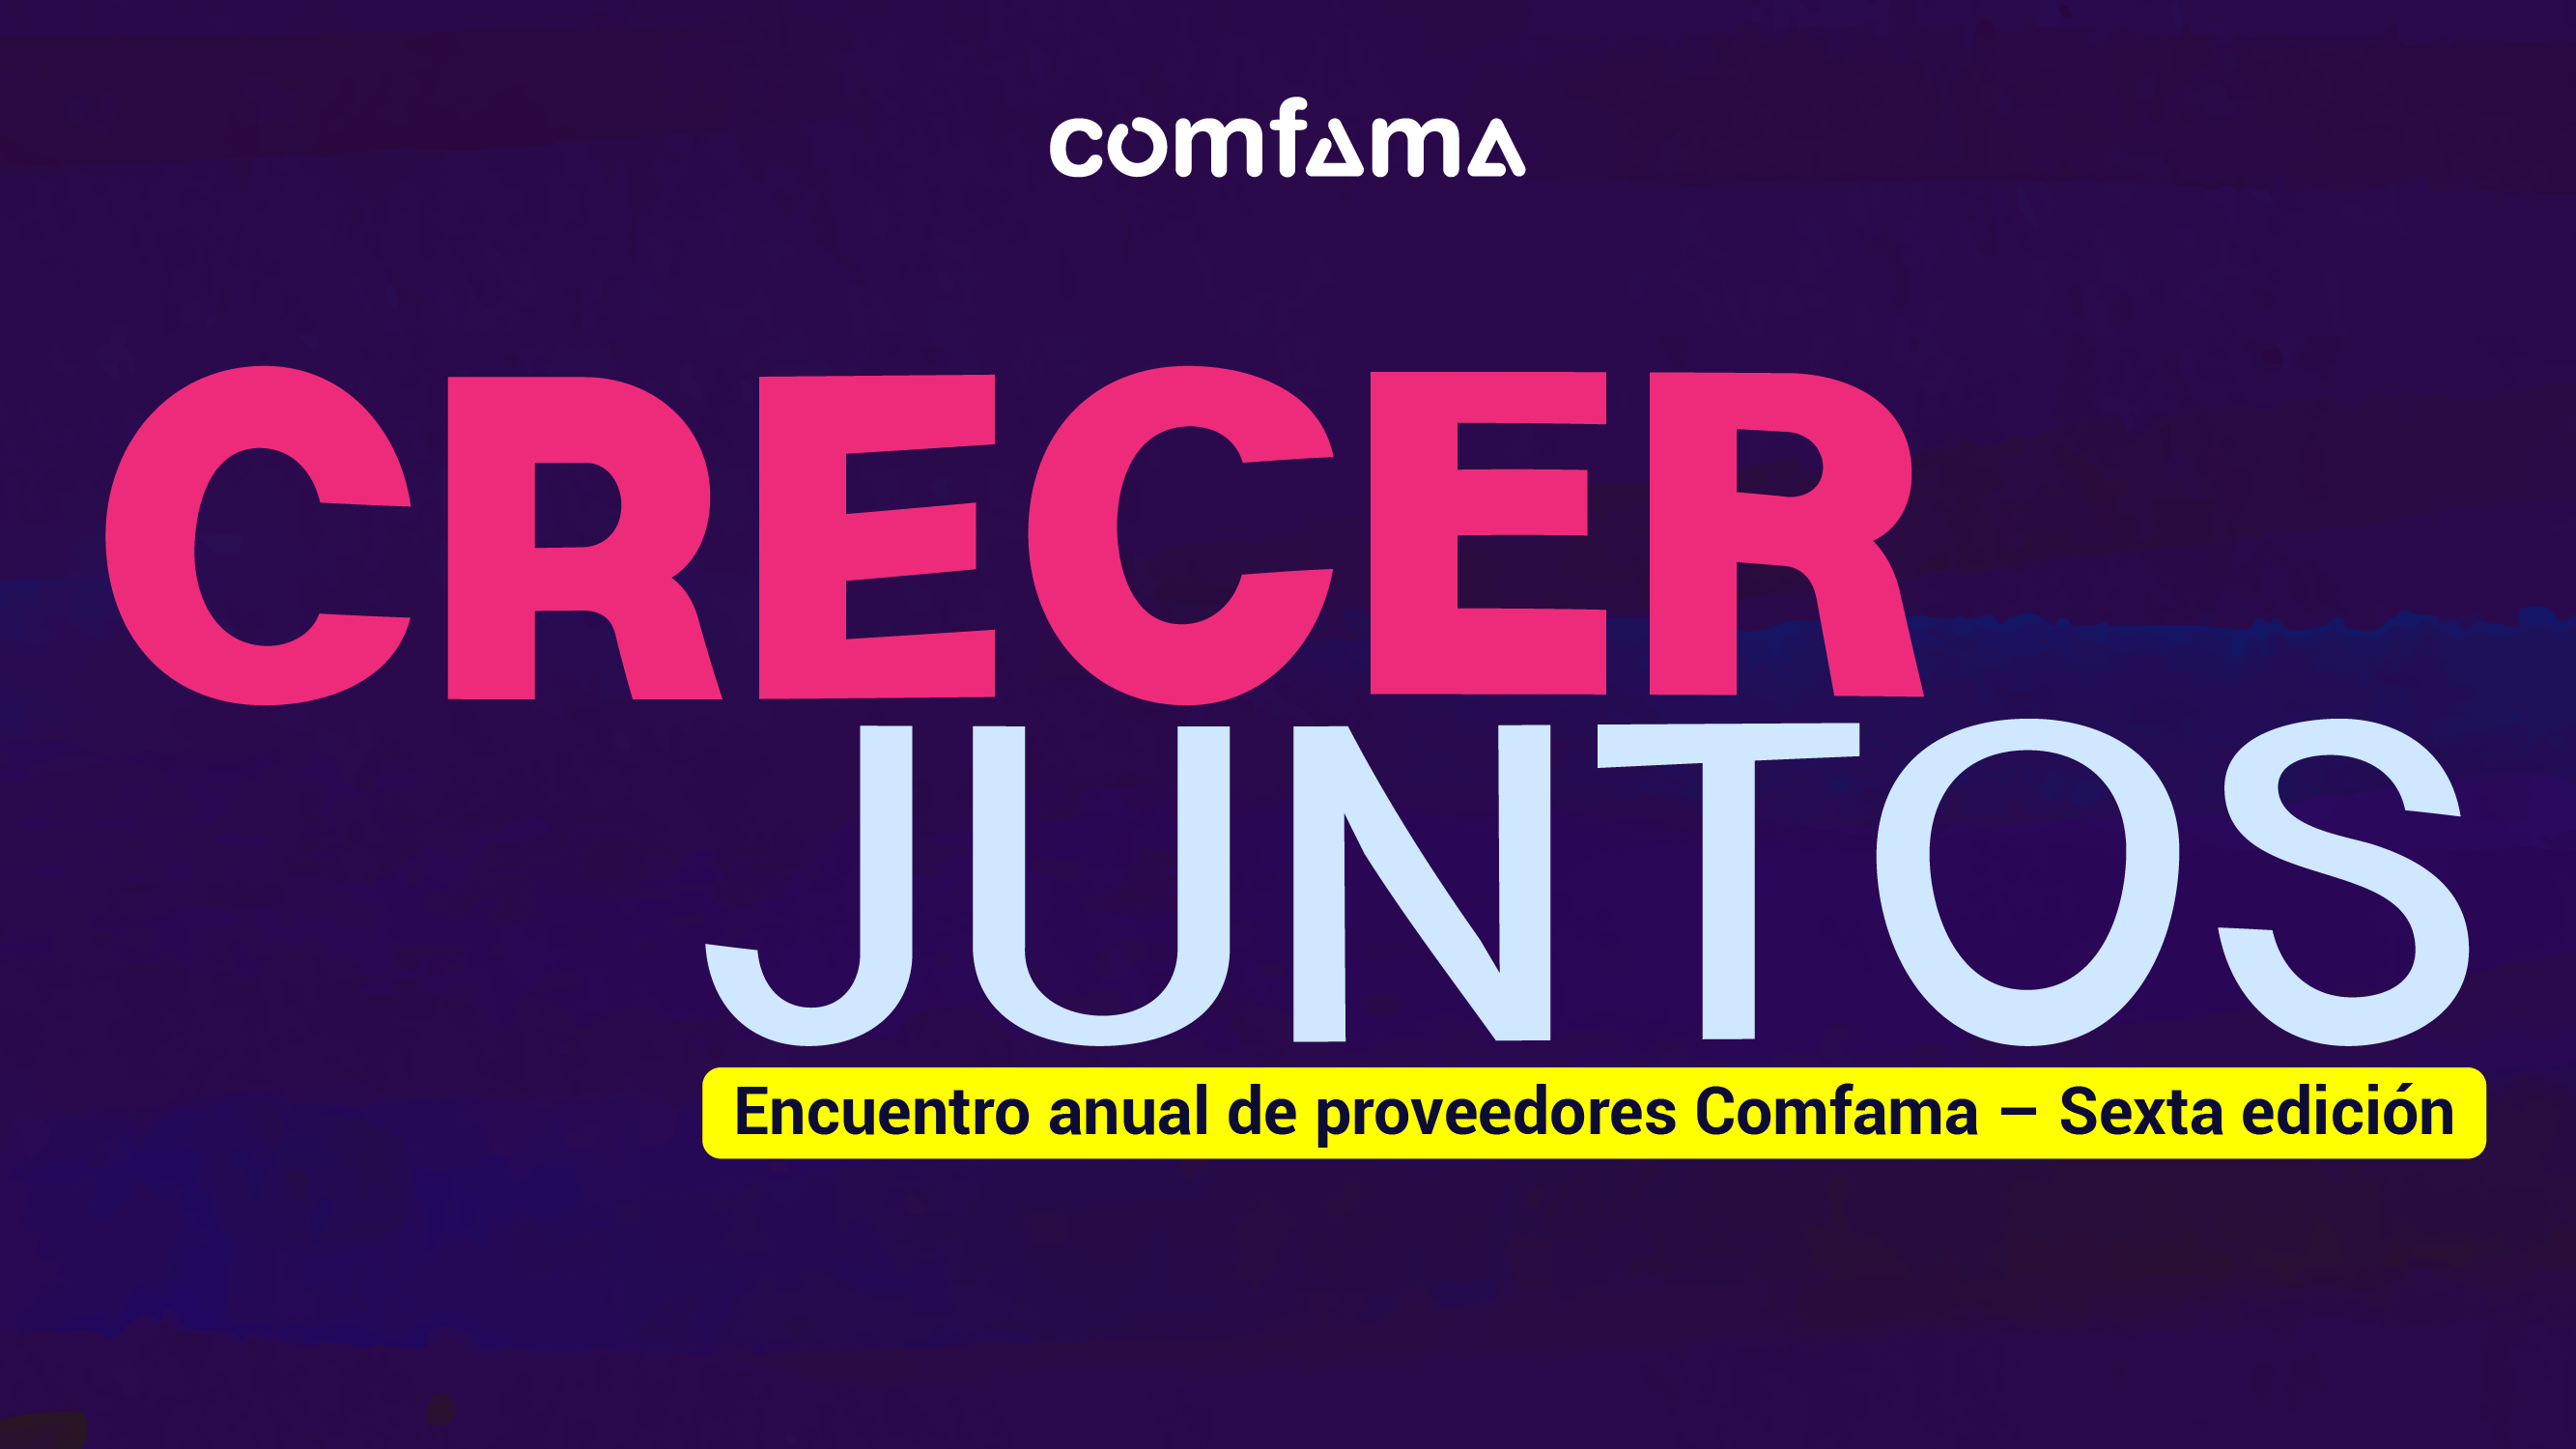 comfama
CRECER
JUNTOS
Encuentro anual de proveedores Comfama – Sexta edición